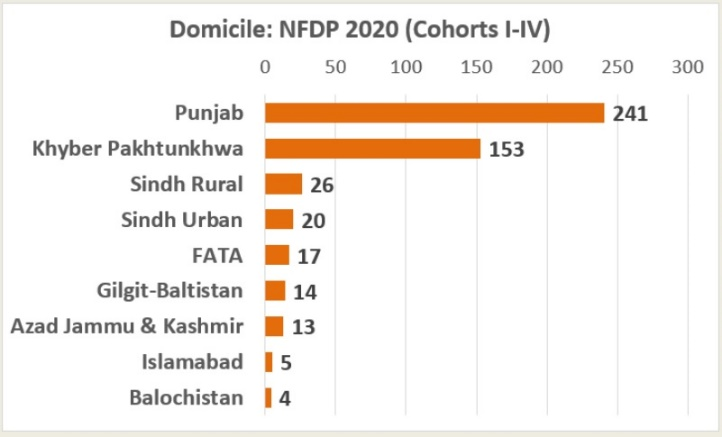 Domicile: NFDP 2020 (Cohorts I-IV)
0 50 100 150 200 250 300
Punjab 241
Khyber Pakhtunkhwa 153
Sindh Rural 26
Sindh Urban 20
FATA 17
Gilgit-Baltistan 14
Azad Jammu & Kashmir 13
Islamabad 5
Balochistan 4